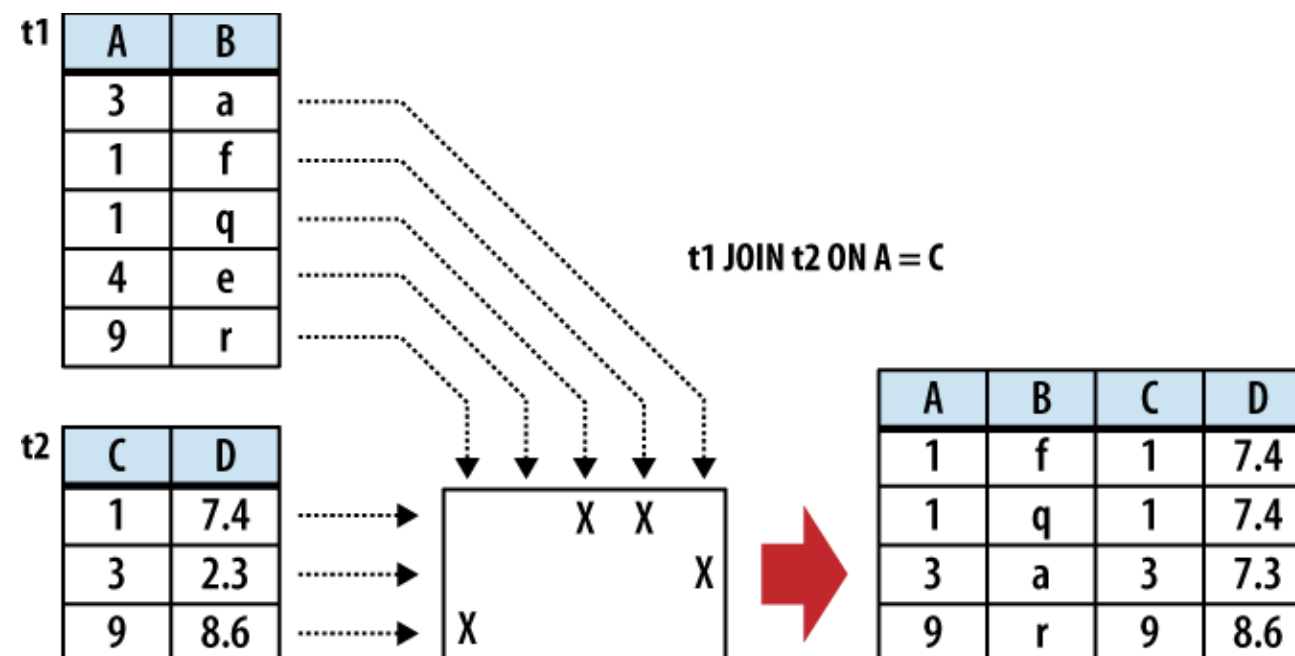 t1
A B
3 a
1 f
1 q
4 e
9 r
t1 JOIN t2 ON A = C
t2
C D
1 7.4
3 2.3
9 8.6
X X
X
X
A B C D
1 f 1 7.4
1 q 1 7.4
3 a 3 7.3
9 r 9 8.6